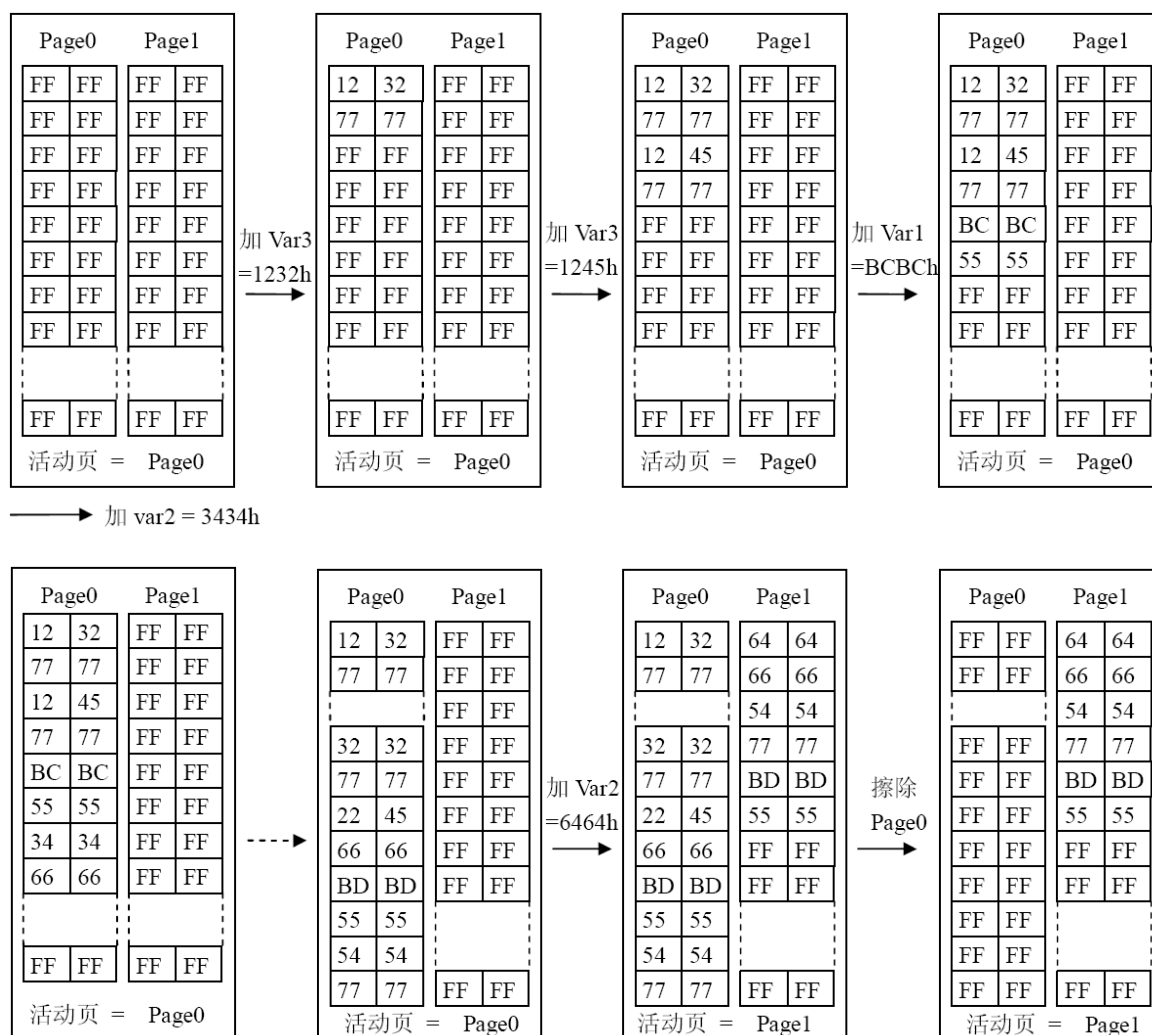 Page0 Page1
FF FF FF FF
FF FF FF FF
FF FF FF FF
FF FF FF FF
FF FF FF FF
FF FF FF FF
FF FF FF FF
FF FF FF FF
FF FF FF FF
活动页 = Page0
加 Var3
=1232h
Page0 Page1
12 32 FF FF
77 77 FF FF
FF FF FF FF
FF FF FF FF
FF FF FF FF
FF FF FF FF
FF FF FF FF
FF FF FF FF
FF FF FF FF
活动页 = Page0
加 Var3
=1245h
Page0 Page1
12 32 FF FF
77 77 FF FF
12 45 FF FF
77 77 FF FF
FF FF FF FF
FF FF FF FF
FF FF FF FF
FF FF FF FF
FF FF FF FF
活动页 = Page0
加 Var1
=BCBCh
Page0 Page1
12 32 FF FF
77 77 FF FF
12 45 FF FF
77 77 FF FF
BC BC FF FF
55 55 FF FF
FF FF FF FF
FF FF FF FF
FF FF FF FF
活动页 = Page0
加 var2 = 3434h
Page0 Page1
12 32 FF FF
77 77 FF FF
12 45 FF FF
77 77 FF FF
BC BC FF FF
55 55 FF FF
34 34 FF FF
66 66 FF FF
FF FF FF FF
活动页 = Page0
Page0 Page1
12 32 FF FF
77 77 FF FF
FF FF
32 32 FF FF
77 77 FF FF
22 45 FF FF
66 66 FF FF
BD BD FF FF
55 55
54 54
77 77 FF FF
活动页 = Page0
加 Var2
=6464h
Page0 Page1
12 32 64 64
77 77 66 66
54 54
32 32 77 77
77 77 BD BD
22 45 55 55
66 66 FF FF
BD BD FF FF
55 55
54 54
77 77 FF FF
活动页 = Page1
擦除
Page0
Page0 Page1
FF FF 64 64
FF FF 66 66
54 54
FF FF 77 77
FF FF BD BD
FF FF 55 55
FF FF FF FF
FF FF FF FF
FF FF
FF FF
FF FF FF FF
活动页 = Page1